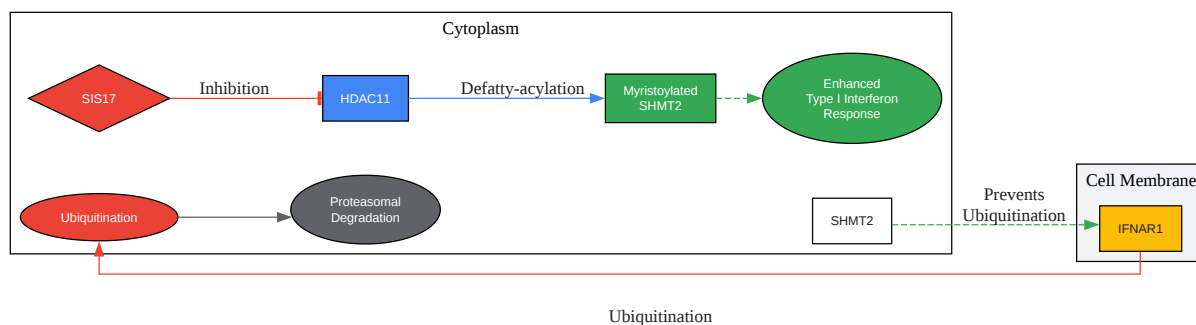 Cytoplasm
SIS17
Inhibition
HDAC11
Defatty-acylation
Myristoylated
SHMT2
Enhanced
Type I Interferon
Response
Ubiquitination
Proteasomal
Degradation
SHMT2
Prevents
Ubiquitination
Cell Membrane
IFNAR1
Ubiquitination